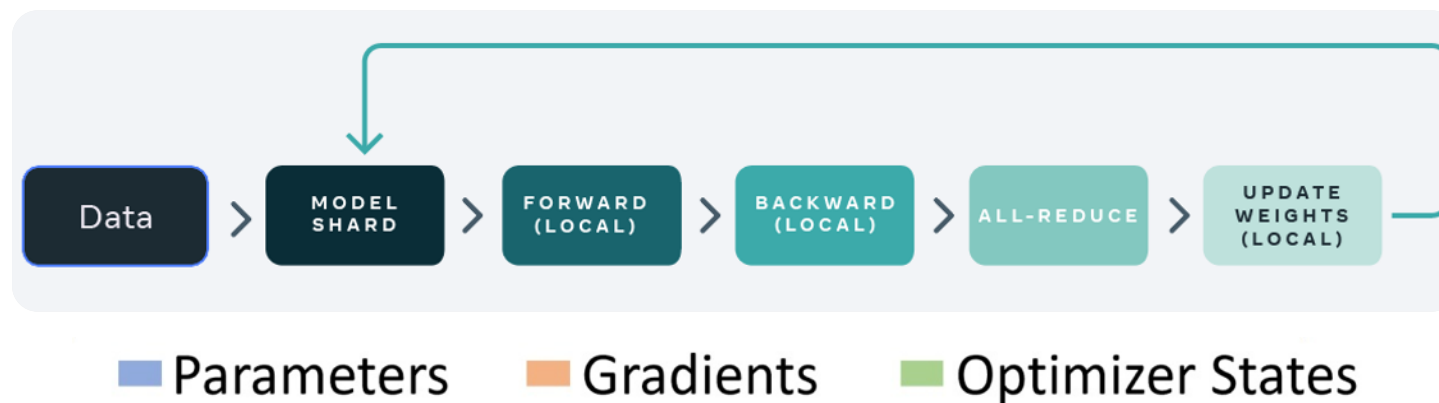 Data
MODEL
SHARD
FORWARD
(LOCAL)
BACKWARD
(LOCAL)
ALL-REDUCE
UPDATE
WEIGHTS
(LOCAL)
Parameters
Gradients
Optimizer States